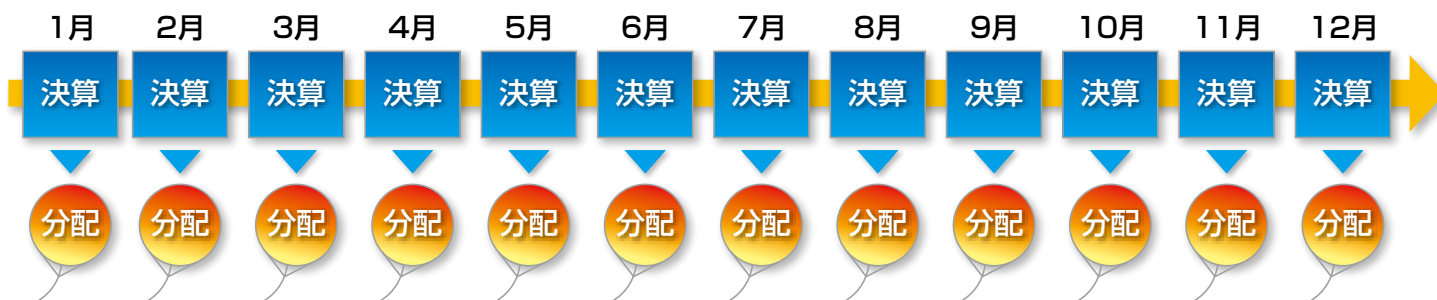 1月 2月 3月 4月 5月 6月 7月 8月 9月 10月 11月 12月
決算 決算 決算 決算 決算 決算 決算 決算 決算 決算 決算 決算
分配 分配 分配 分配 分配 分配 分配 分配 分配 分配 分配 分配